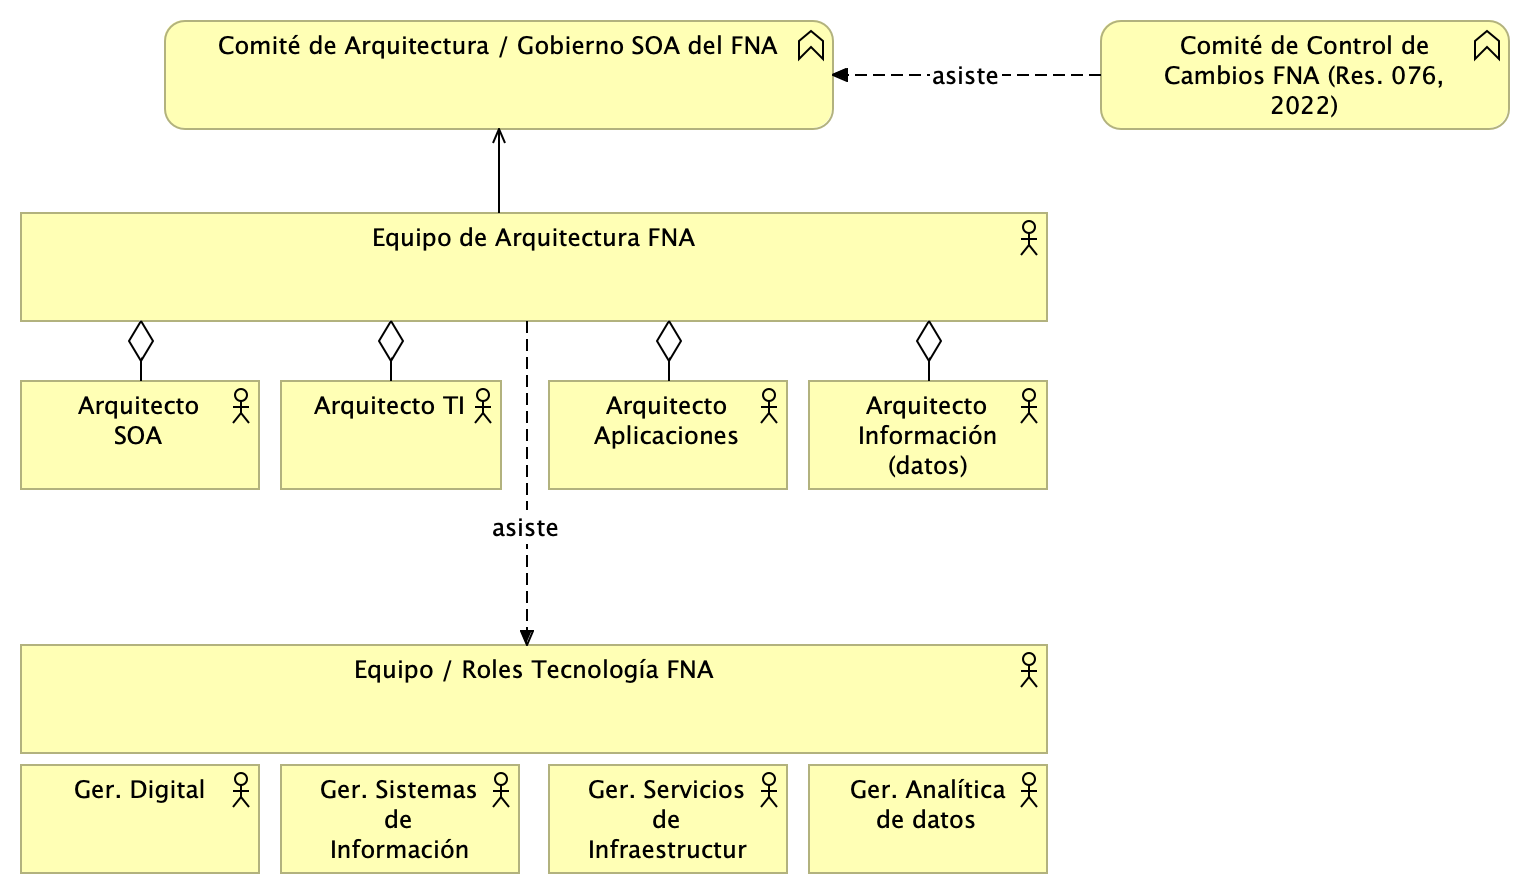 Comité de Arquitectura / Gobierno SOA del FNA
asiste
Comité de Control de
Cambios FNA (Res. 076,
2022)
Equipo de Arquitectura FNA
Arquitecto
SOA
Arquitecto TI
Arquitecto
Aplicaciones
Arquitecto
Información
(datos)
asiste
Equipo / Roles Tecnología FNA
Ger. Digital
Ger. Sistemas
de
Información
Ger. Servicios
de
Infraestructur
Ger. Analítica
de datos